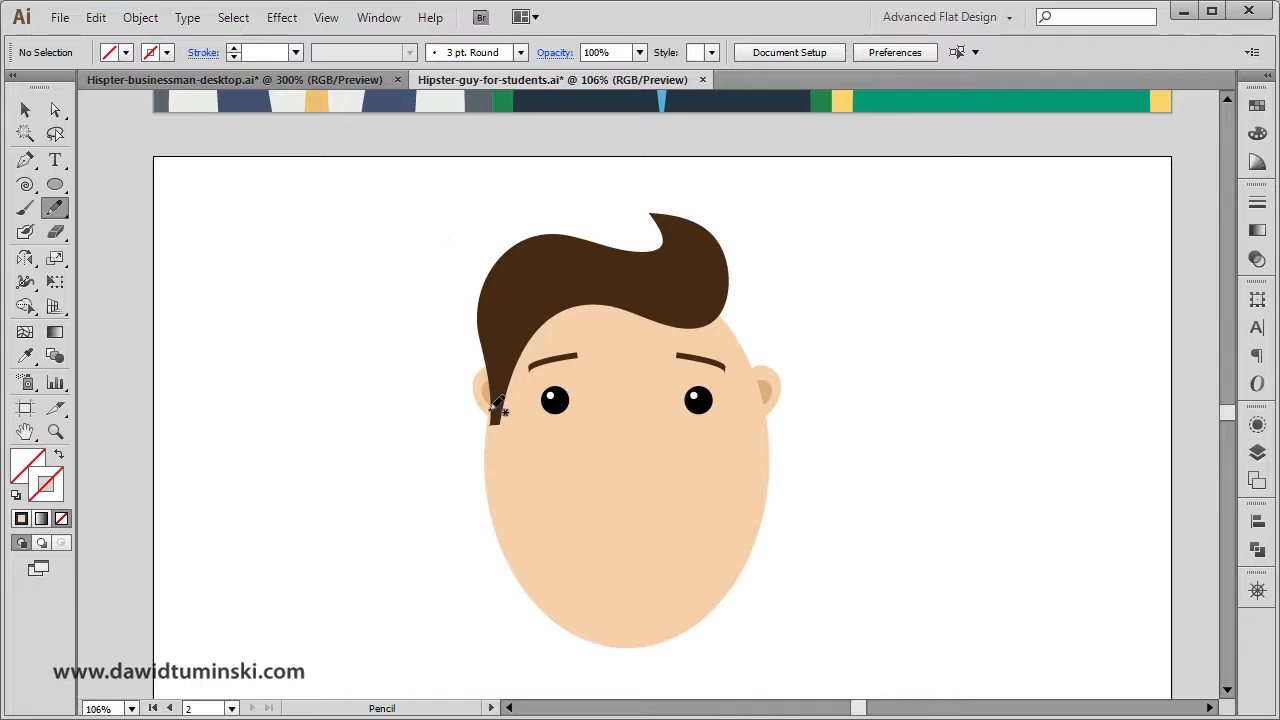 Ai File Edit Object Type Select Effect View Window Help Br Advanced Flat Design
No Selection Stroke: 3 pt. Round Opacity: 100% Style: Document Setup Preferences
Hispter-businessman-desktop.ai* @ 300% (RGB/Preview) × Hipster-guy-for-students.ai* @ 106% (RGB/Preview) ×
www.dawidtuminski.com
106% 2 Pencil